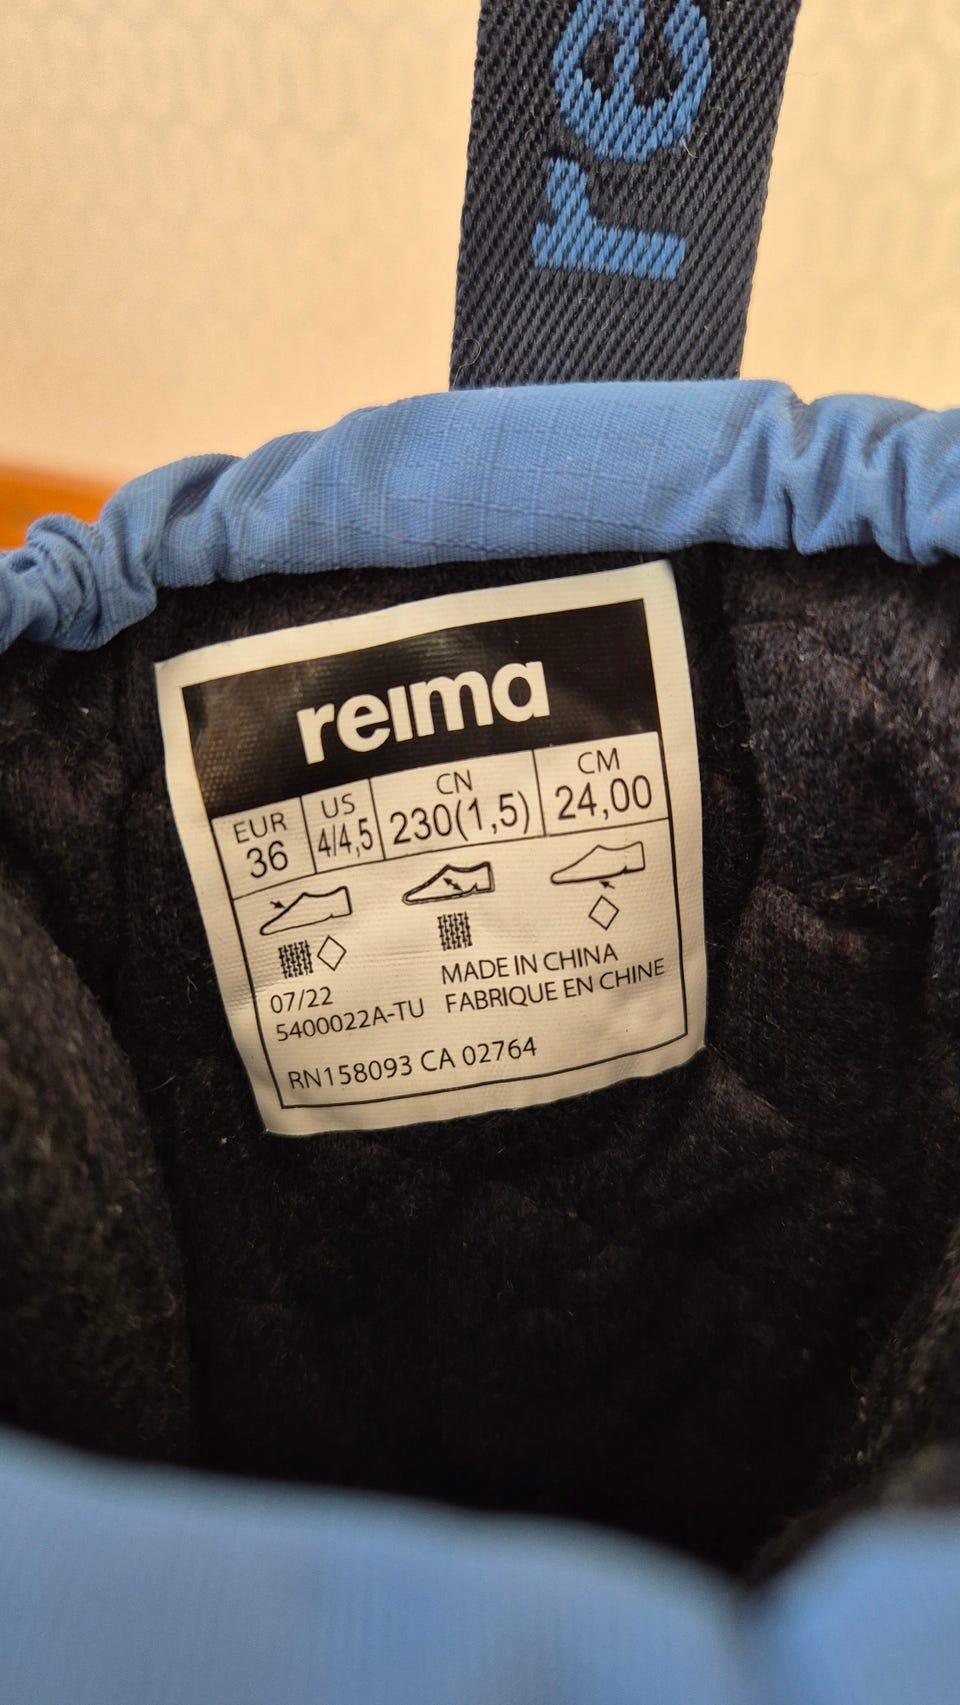 re
reima
EUR US CN CM
36 4/4,5 230(1,5) 24,00
07/22
5400022A-TU
MADE IN CHINA
FABRIQUE EN CHINE
RN158093 CA 02764